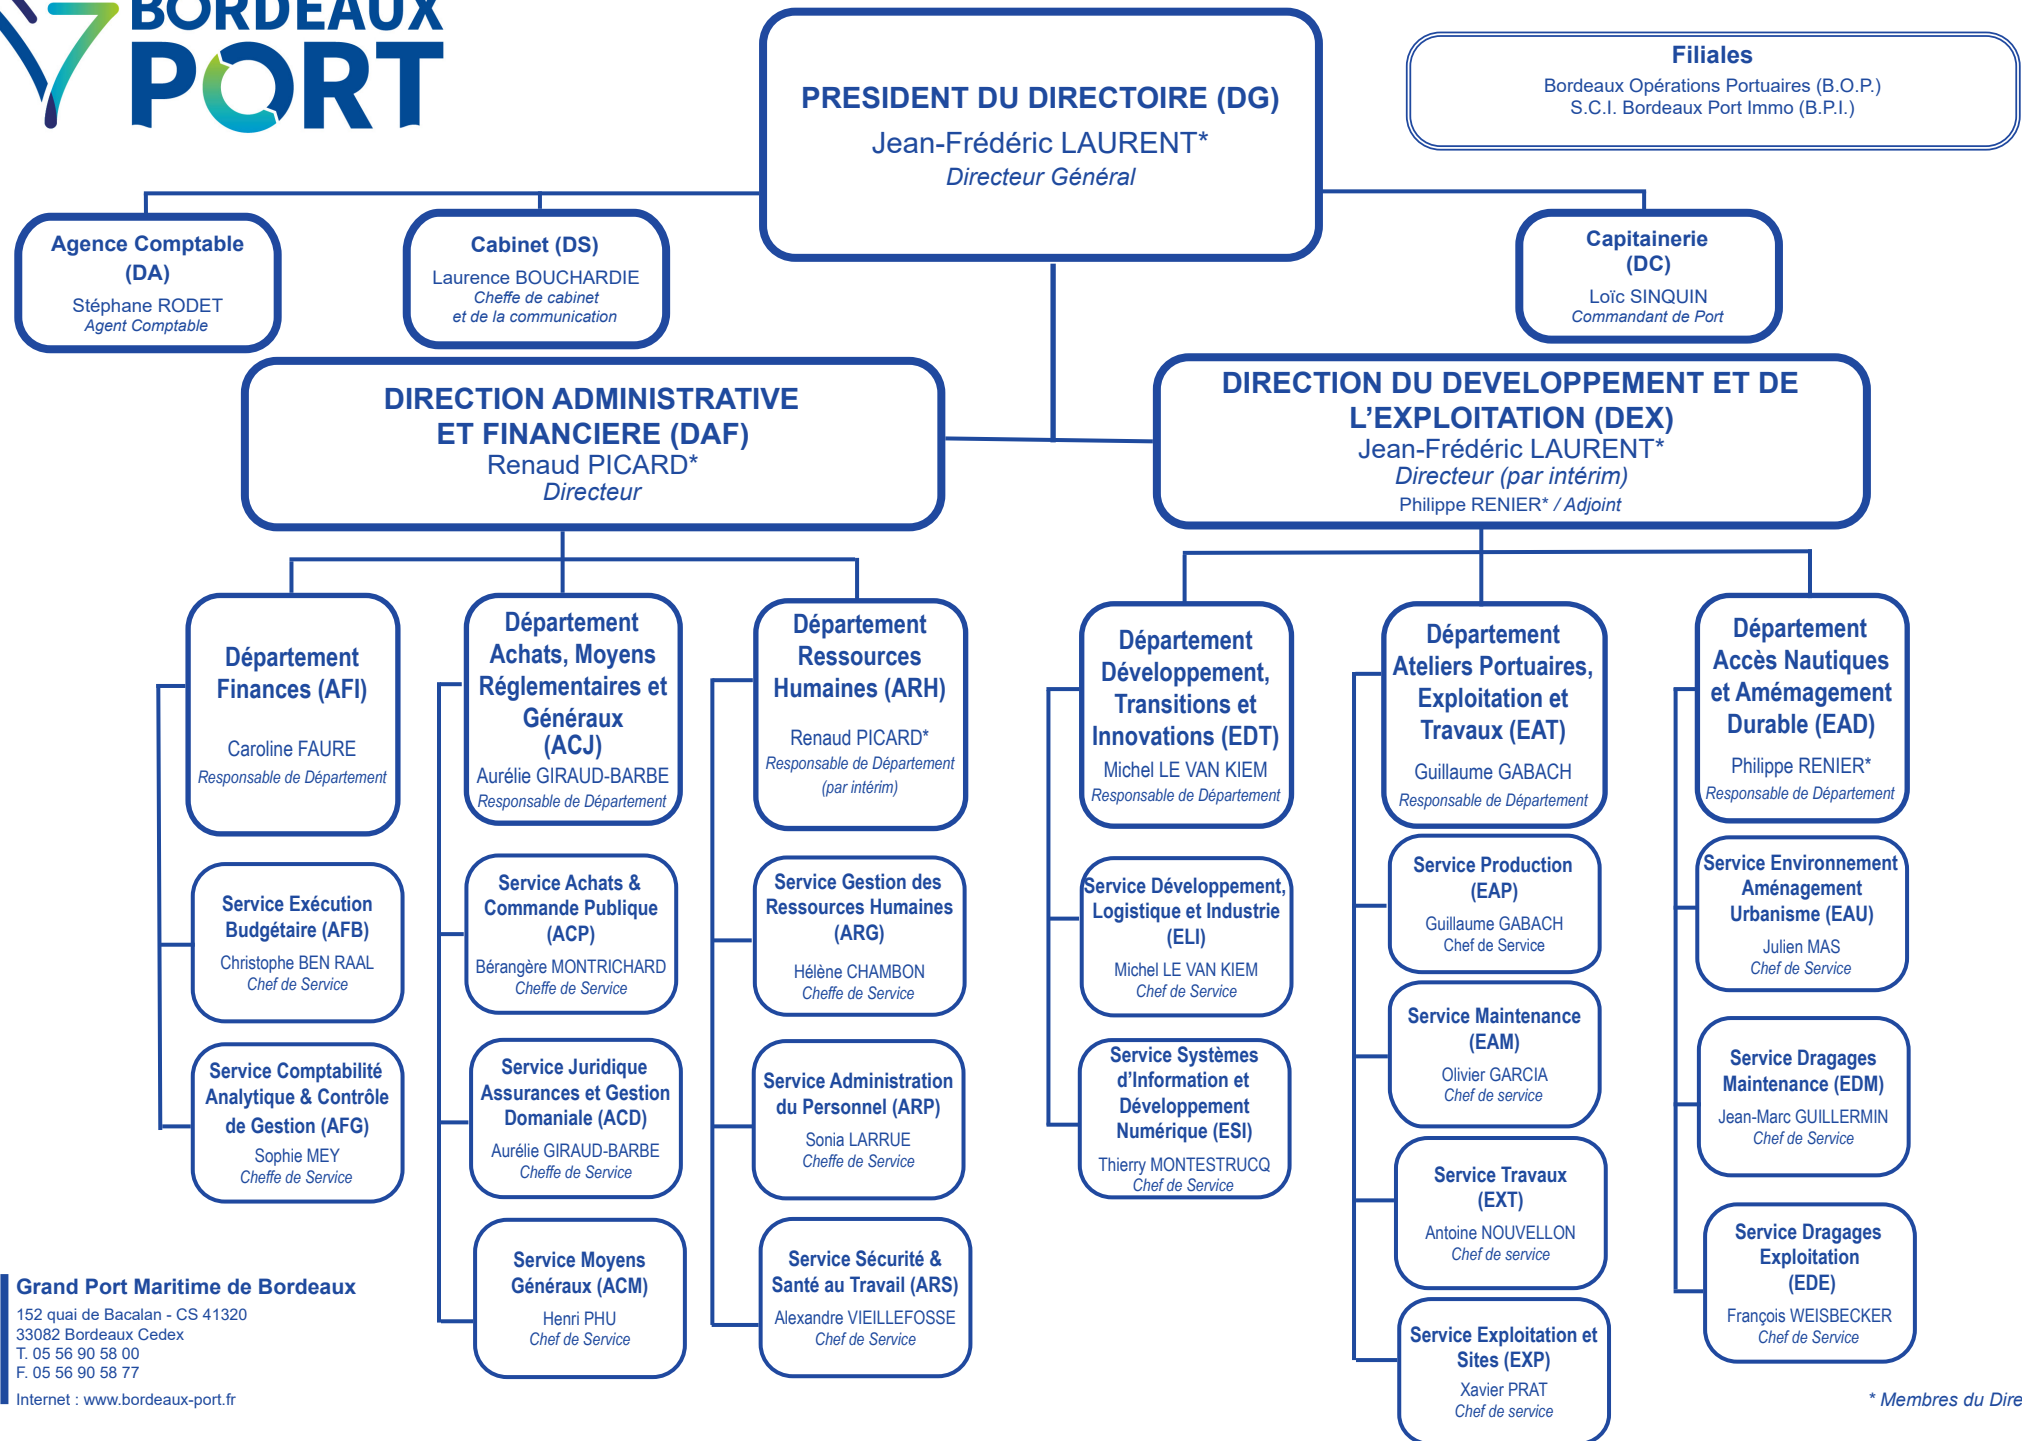 BORDEAUX
PORT
PRESIDENT DU DIRECTOIRE (DG)
Jean-Frédéric LAURENT*
Directeur Général
Filiales
Bordeaux Opérations Portuaires (B.O.P.)
S.C.I. Bordeaux Port Immo (B.P.I.)
Agence Comptable
(DA)
Stéphane RODET
Agent Comptable
Cabinet (DS)
Laurence BOUCHARDIE
Cheffe de cabinet
et de la communication
Capitainerie
(DC)
Loïc SINQUIN
Commandant de Port
DIRECTION ADMINISTRATIVE
ET FINANCIERE (DAF)
Renaud PICARD*
Directeur
DIRECTION DU DEVELOPPEMENT ET DE
L’EXPLOITATION (DEX)
Jean-Frédéric LAURENT*
Directeur (par intérim)
Philippe RENIER* / Adjoint
Département
Finances (AFI)
Caroline FAURE
Responsable de Département
Département
Achats, Moyens
Réglementaires et
Généraux
(ACJ)
Aurélie GIRAUD-BARBE
Responsable de Département
Département
Ressources
Humaines (ARH)
Renaud PICARD*
Responsable de Département
(par intérim)
Département
Développement,
Transitions et
Innovations (EDT)
Michel LE VAN KIEM
Responsable de Département
Département
Ateliers Portuaires,
Exploitation et
Travaux (EAT)
Guillaume GABACH
Responsable de Département
Département
Accès Nautiques
et Amémagement
Durable (EAD)
Philippe RENIER*
Responsable de Département
Service Exécution
Budgétaire (AFB)
Christophe BEN RAAL
Chef de Service
Service Comptabilité
Analytique & Contrôle
de Gestion (AFG)
Sophie MEY
Cheffe de Service
Service Achats &
Commande Publique
(ACP)
Bérangère MONTRICHARD
Cheffe de Service
Service Juridique
Assurances et Gestion
Domaniale (ACD)
Aurélie GIRAUD-BARBE
Cheffe de Service
Service Moyens
Généraux (ACM)
Henri PHU
Chef de Service
Service Gestion des
Ressources Humaines
(ARG)
Hélène CHAMBON
Cheffe de Service
Service Administration
du Personnel (ARP)
Sonia LARRUE
Cheffe de Service
Service Sécurité &
Santé au Travail (ARS)
Alexandre VIEILLEFOSSE
Chef de Service
Service Développement,
Logistique et Industrie
(ELI)
Michel LE VAN KIEM
Chef de Service
Service Systèmes
d’Information et
Développement
Numérique (ESI)
Thierry MONTESTRUCQ
Chef de Service
Service Production
(EAP)
Guillaume GABACH
Chef de Service
Service Maintenance
(EAM)
Olivier GARCIA
Chef de service
Service Travaux
(EXT)
Antoine NOUVELLON
Chef de service
Service Exploitation et
Sites (EXP)
Xavier PRAT
Chef de service
Service Environnement
Aménagement
Urbanisme (EAU)
Julien MAS
Chef de Service
Service Dragages
Maintenance (EDM)
Jean-Marc GUILLERMIN
Chef de Service
Service Dragages
Exploitation
(EDE)
François WEISBECKER
Chef de Service
Grand Port Maritime de Bordeaux
152 quai de Bacalan - CS 41320
33082 Bordeaux Cedex
T. 05 56 90 58 00
F. 05 56 90 58 77
Internet : www.bordeaux-port.fr
* Membres du Dire